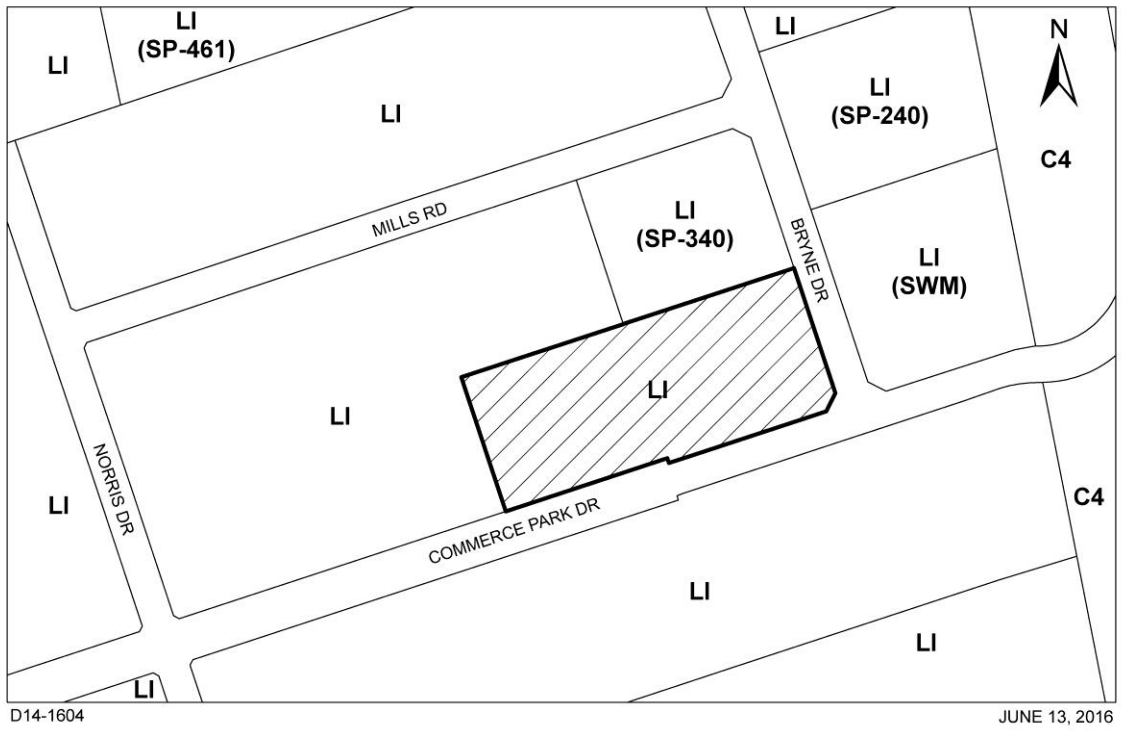 LI
(SP-461)
LI
LI
LI
N
LI
(SP-240)
C4
MILLS RD
LI
(SP-340)
BRYNE DR
LI
(SWM)
LI
LI
NORRIS DR
LI
COMMERCE PARK DR
C4
LI
LI
LI
D14-1604
JUNE 13, 2016